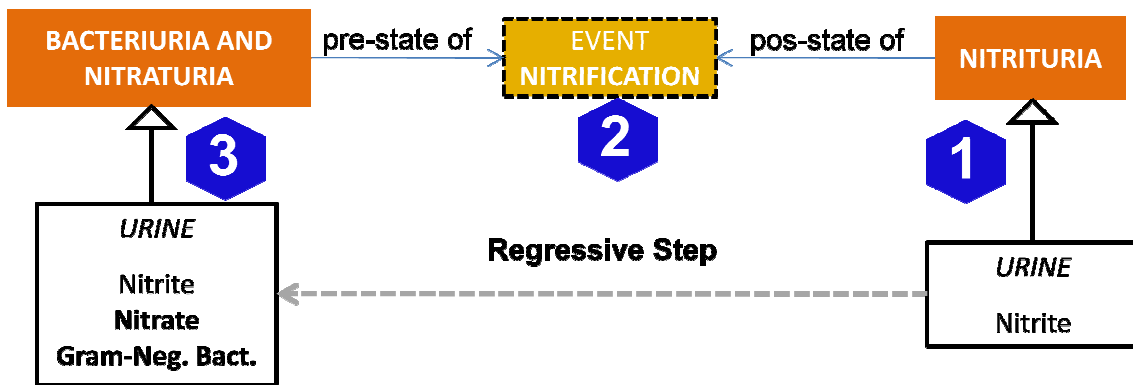 BACTERIURIA AND
NITRATURIA
pre-state of
EVENT
NITRIFICATION
pos-state of
NITRITURIA
3
2
1
URINE
Nitrite
Nitrate
Gram-Neg. Bact.
Regressive Step
URINE
Nitrite